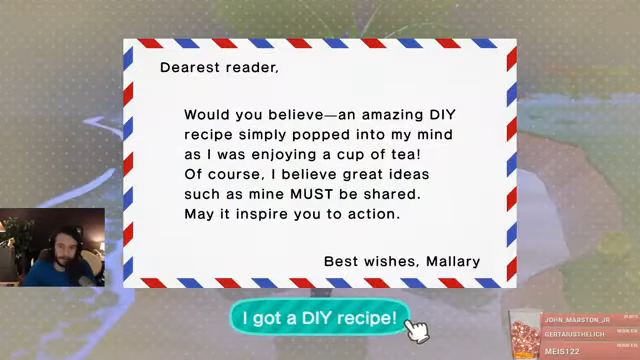 Dearest reader,
Would you believe—an amazing DIY
recipe simply popped into my mind
as I was enjoying a cup of tea!
Of course, I believe great ideas
such as mine MUST be shared.
May it inspire you to action.
Best wishes, Mallary
I got a DIY recipe!
JOHN_MARSTON_JR
MEIS122